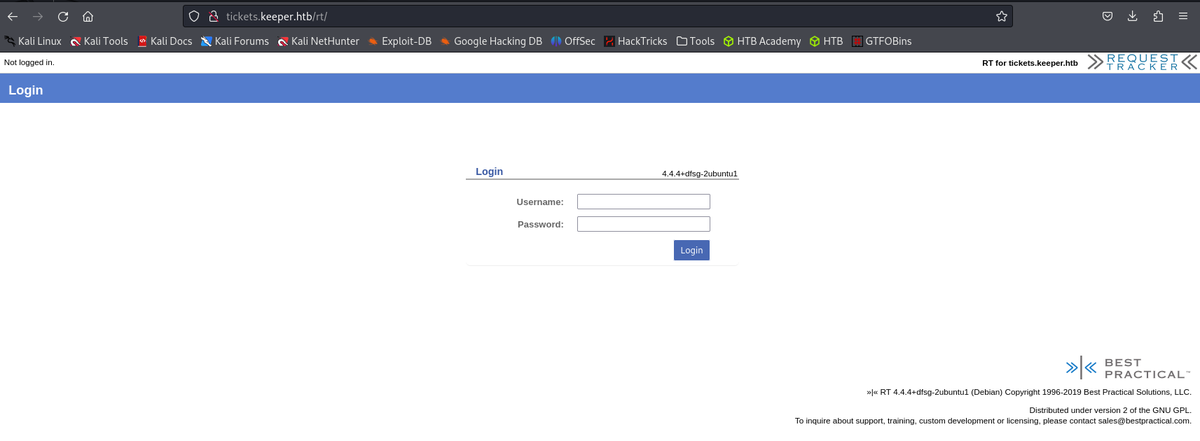 tickets.keeper.htb/rt/
Kali Linux Kali Tools Kali Docs Kali Forums Kali NetHunter Exploit-DB Google Hacking DB OffSec HackTricks Tools HTB Academy HTB GTFOBins
Not logged in.
RT for tickets.keeper.htb
REQUEST
TRACKER
Login
Login 4.4.4+dfsg-2ubuntu1
Username:
Password:
Login
BEST
PRACTICAL™
»|« RT 4.4.4+dfsg-2ubuntu1 (Debian) Copyright 1996-2019 Best Practical Solutions, LLC.
Distributed under version 2 of the GNU GPL.
To inquire about support, training, custom development or licensing, please contact sales@bestpractical.com.